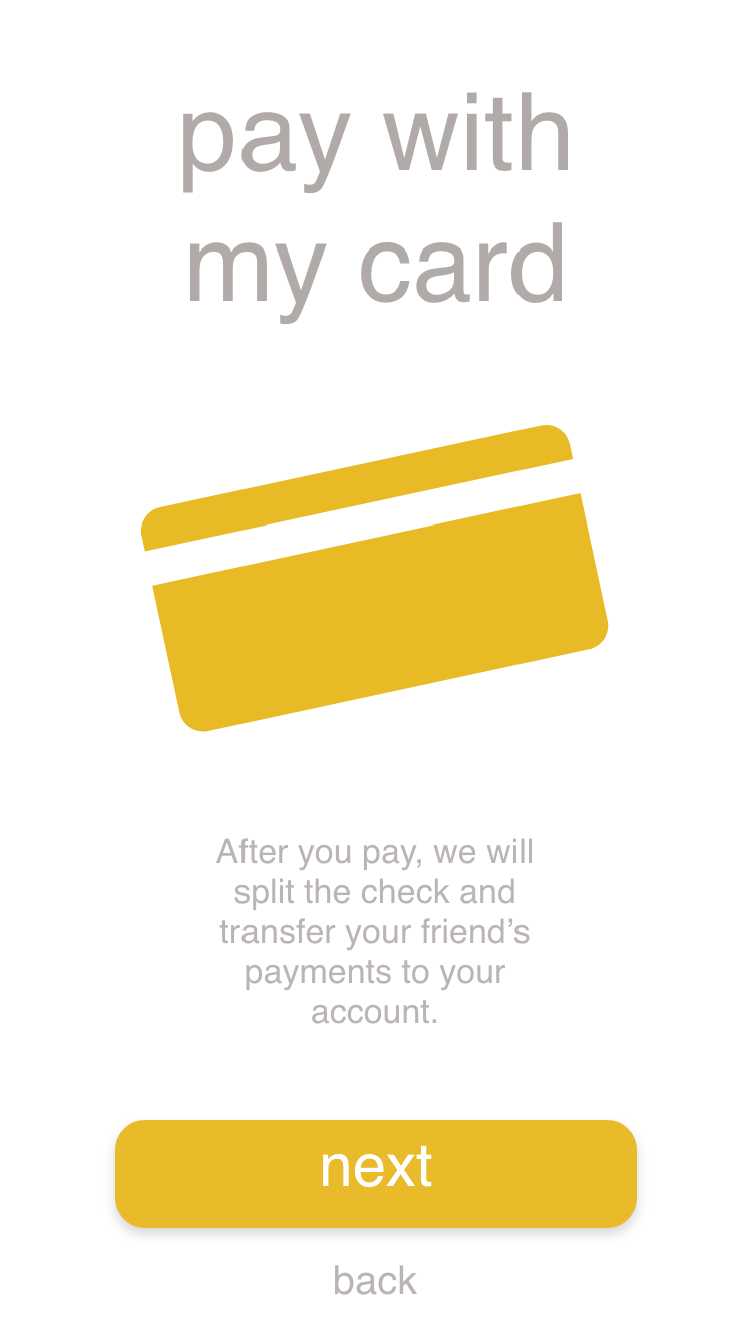 pay with
my card
After you pay, we will
split the check and
transfer your friend’s
payments to your
account.
next
back